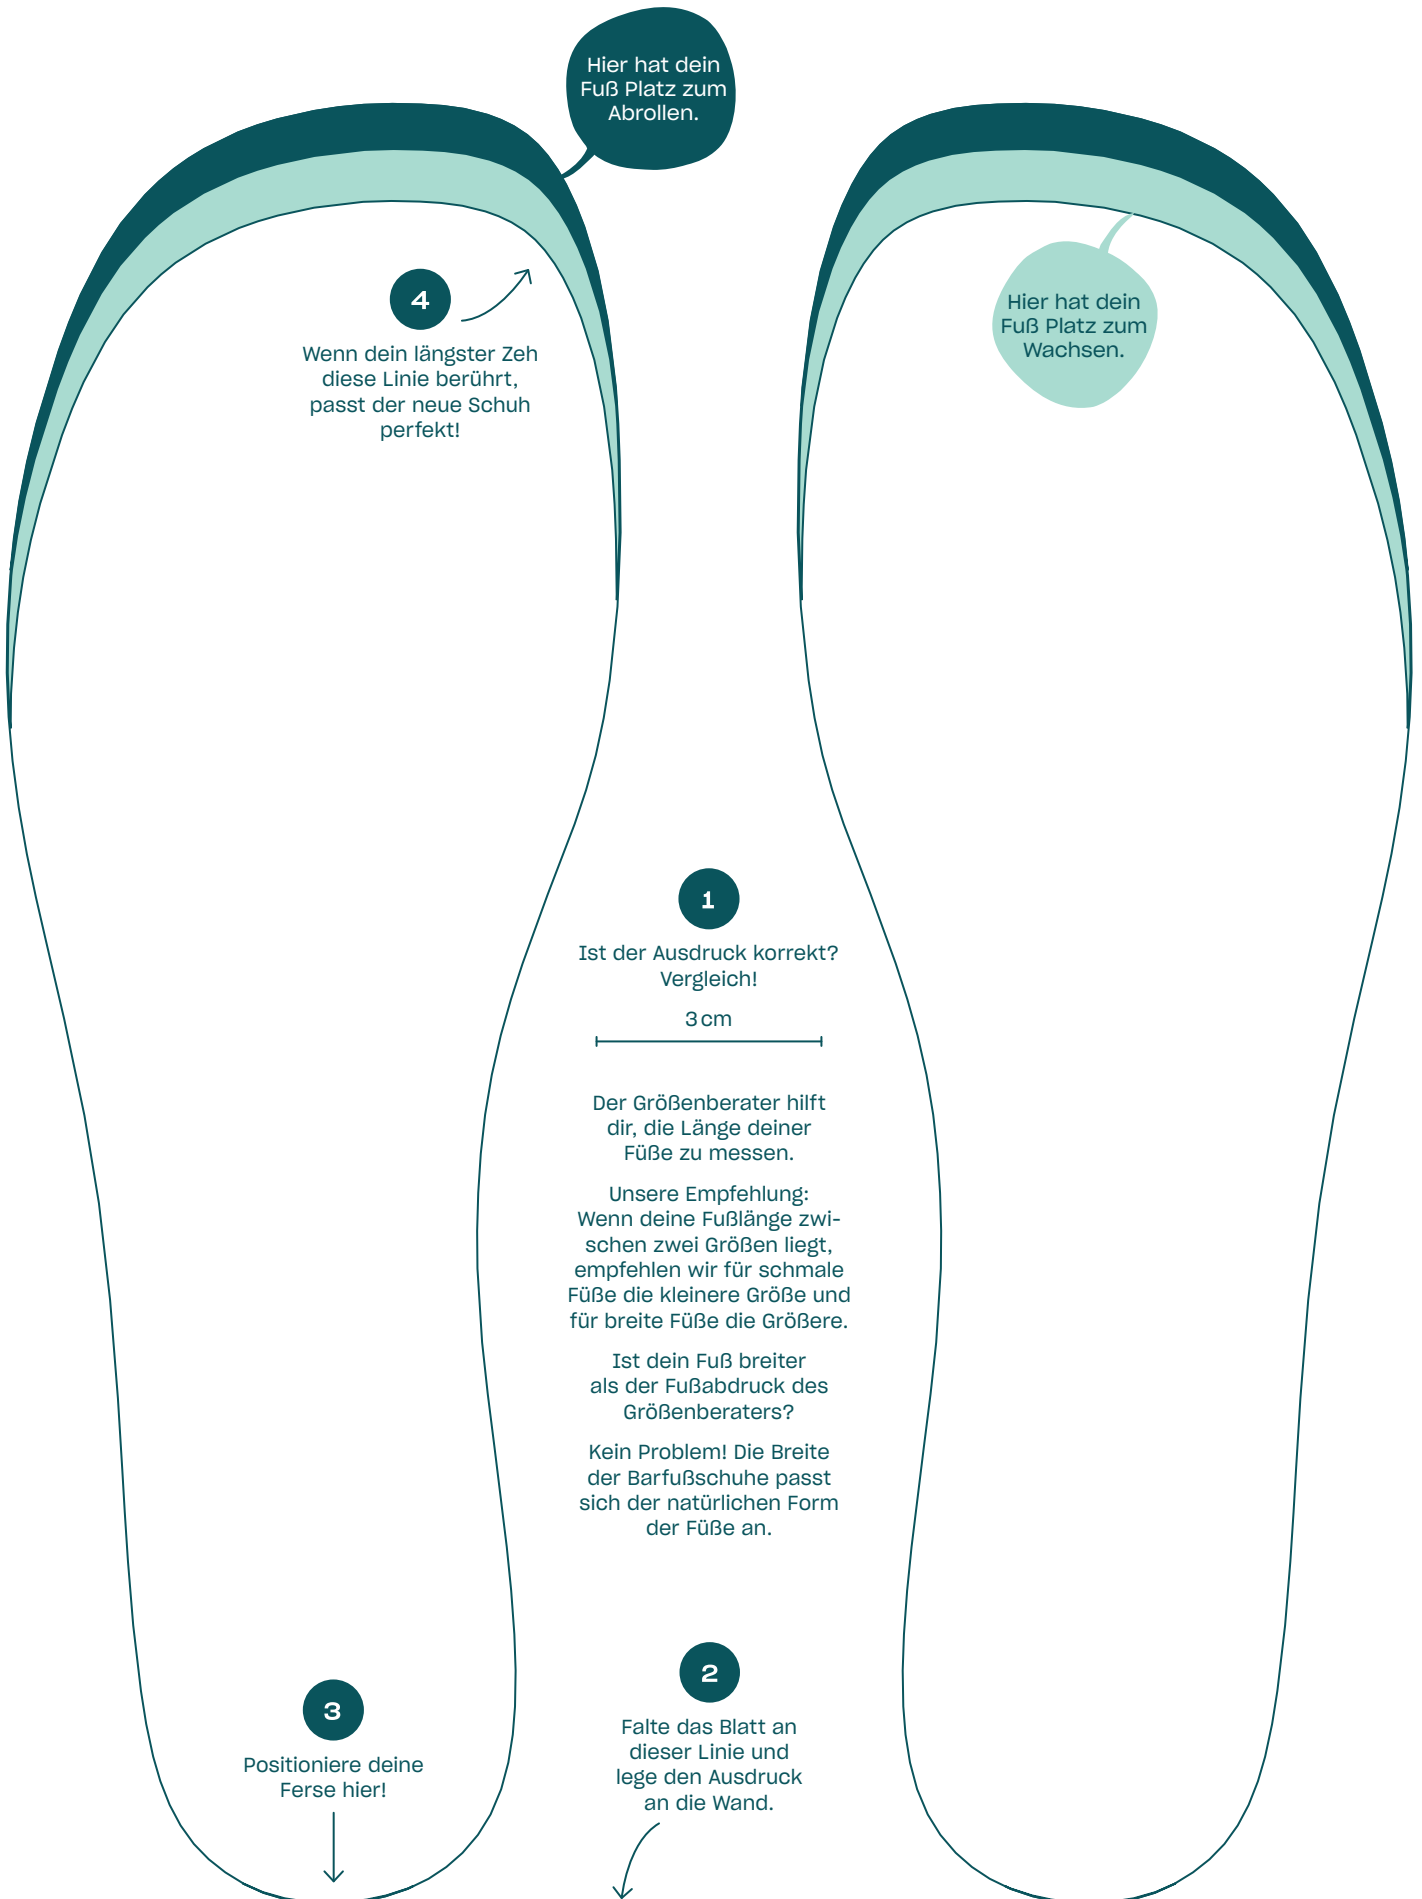 Hier hat dein
Fuß Platz zum
Abrollen.
Hier hat dein
Fuß Platz zum
Wachsen.
4
Wenn dein längster Zeh
diese Linie berührt,
passt der neue Schuh
perfekt!
1
Ist der Ausdruck korrekt?
Vergleich!
3 cm
Der Größenberater hilft
dir, die Länge deiner
Füße zu messen.
Unsere Empfehlung:
Wenn deine Fußlänge zwi-
schen zwei Größen liegt,
empfehlen wir für schmale
Füße die kleinere Größe und
für breite Füße die Größere.
Ist dein Fuß breiter
als der Fußabdruck des
Größenberaters?
Kein Problem! Die Breite
der Barfußschuhe passt
sich der natürlichen Form
der Füße an.
2
Falte das Blatt an
dieser Linie und
lege den Ausdruck
an die Wand.
3
Positioniere deine
Ferse hier!